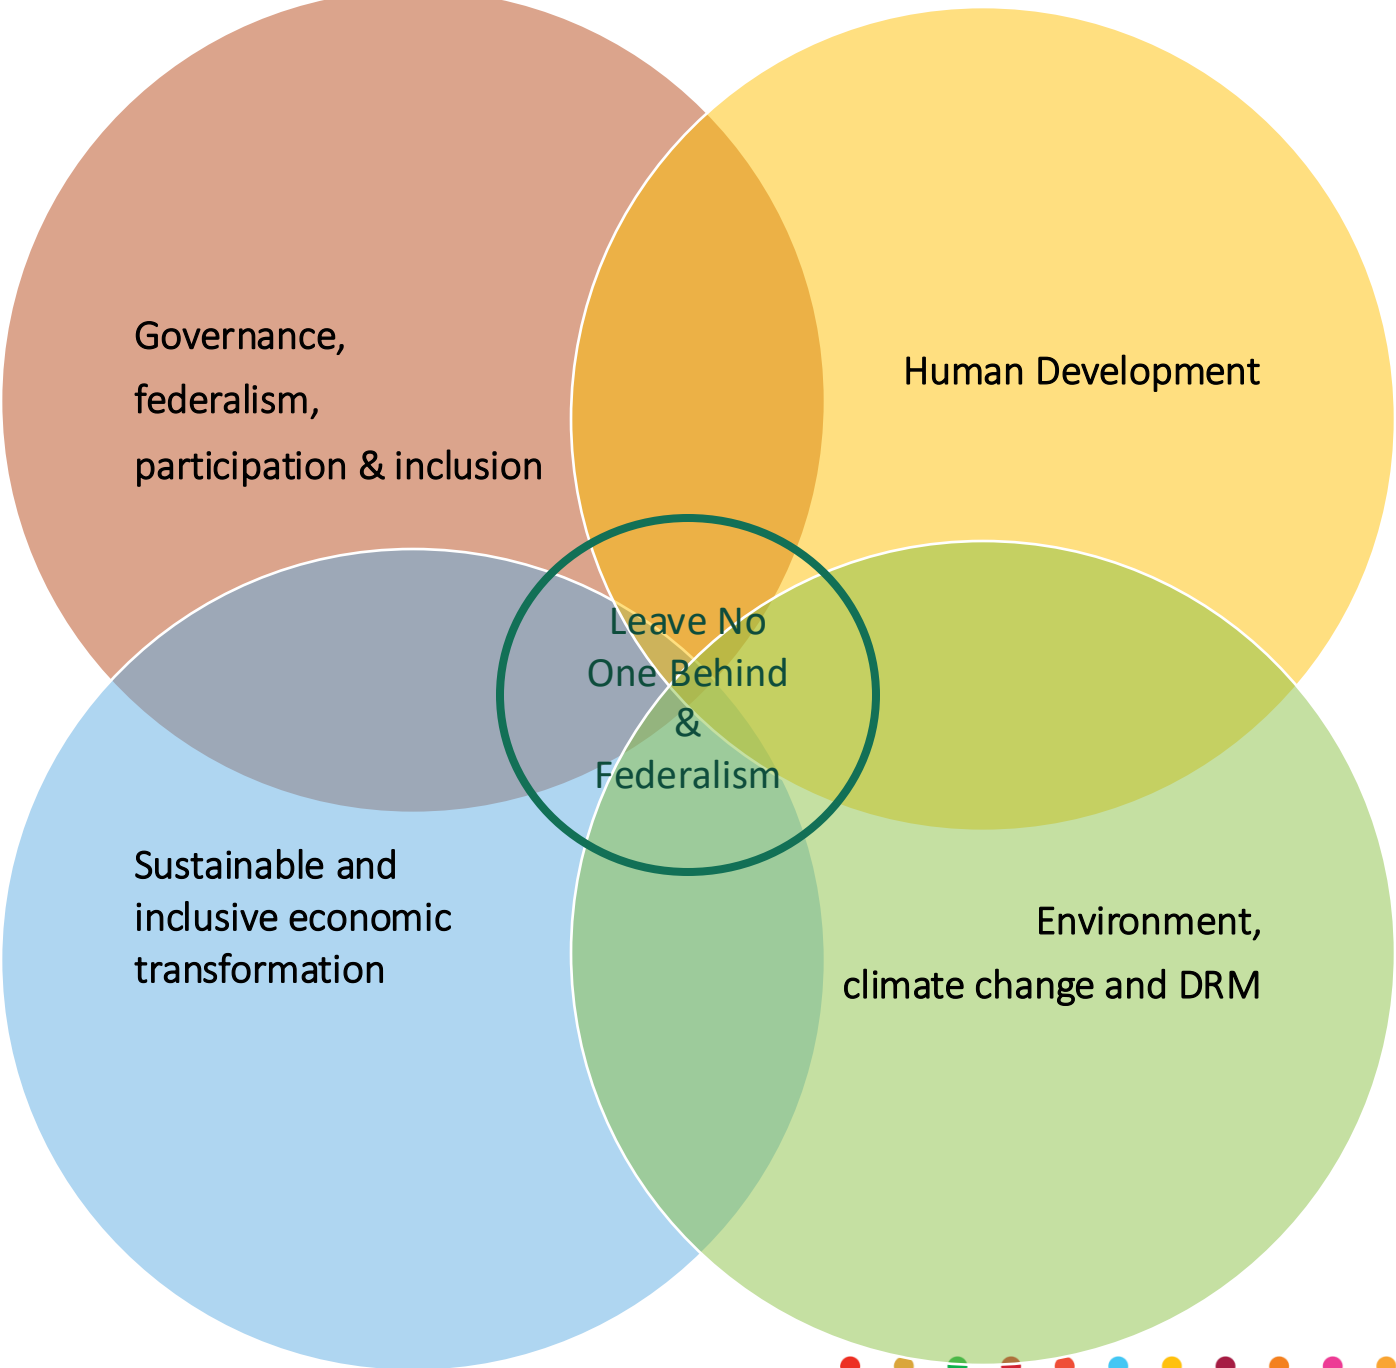 Governance,
federalism,
participation & inclusion
Human Development
Leave No
One Behind
&
Federalism
Sustainable and
inclusive economic
transformation
Environment,
climate change and DRM